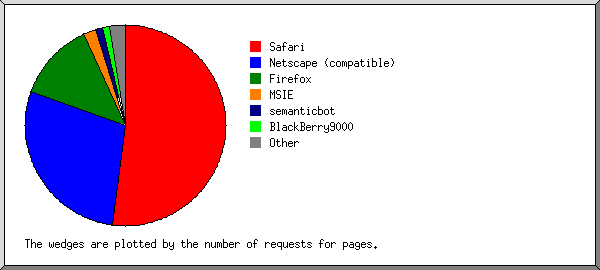 Safari
Netscape (compatible)
Firefox
MSIE
semanticbot
BlackBerry9000
Other
The wedges are plotted by the number of requests for pages.